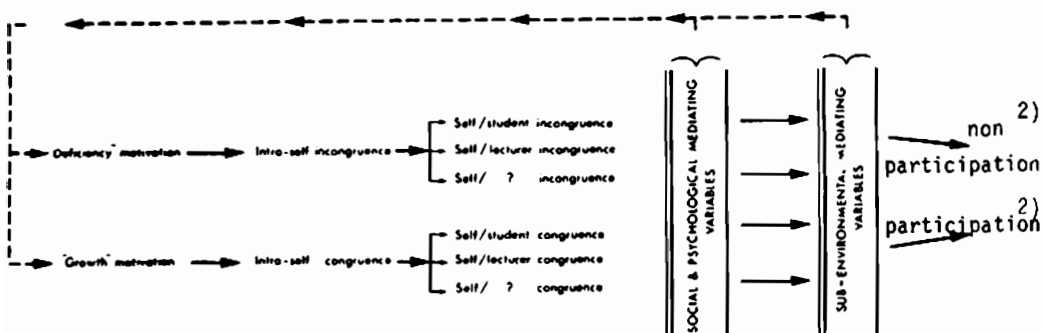 "Deficiency" motivation
Intra-self incongruence
Self/student incongruence
Self/lecturer incongruence
Self/ ? incongruence
"Growth" motivation
Intra-self congruence
Self/student congruence
Self/lecturer congruence
Self/ ? congruence
SOCIAL & PSYCHOLOGICAL MEDIATING
VARIABLES
SUB-ENVIRONMENTAL MEDIATING
VARIABLES
non 2)
participation
participation 2)